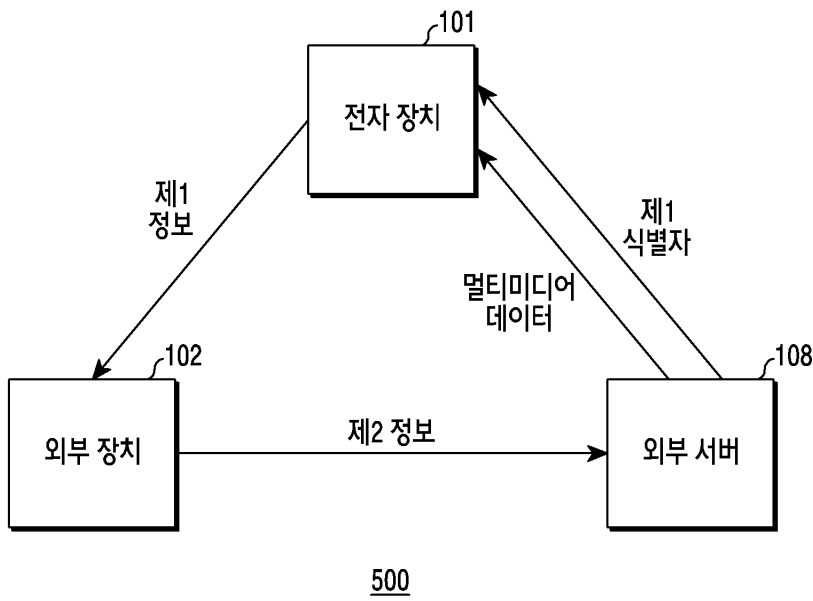 101
전자 장치
제1
정보
제1
식별자
멀티미디어
데이터
102
외부 장치
제2 정보
108
외부 서버
500